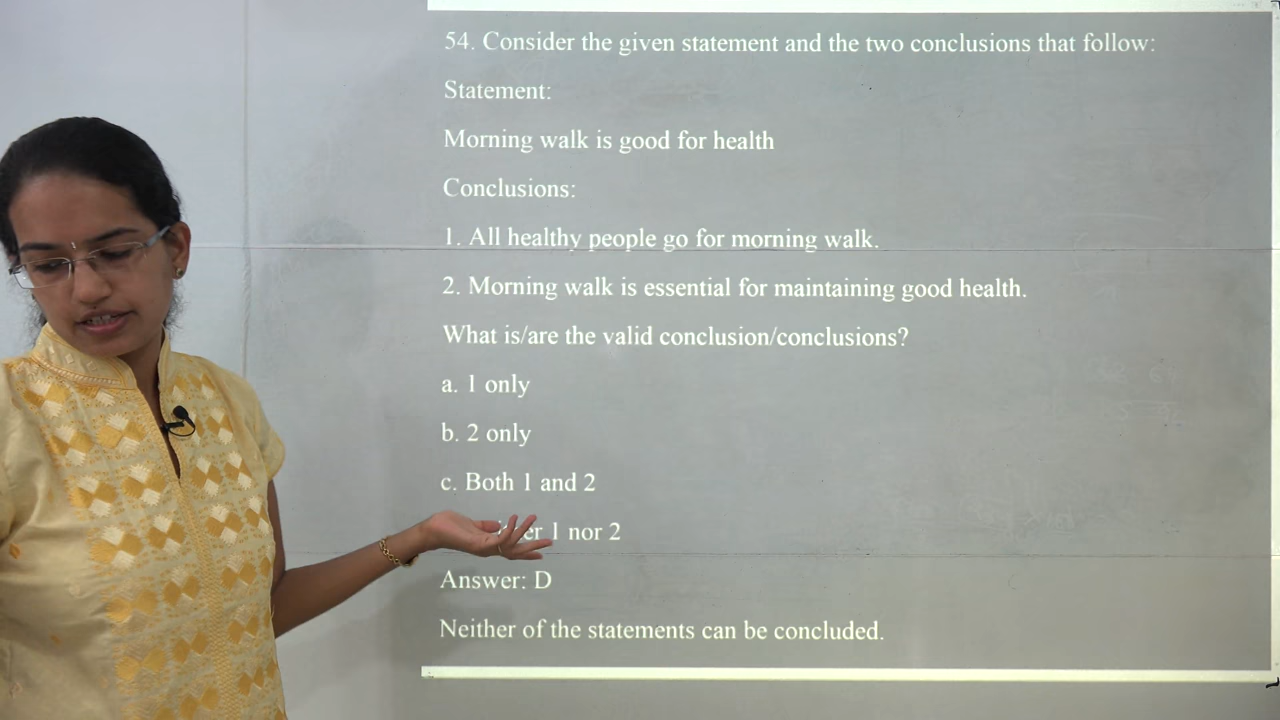 54. Consider the given statement and the two conclusions that follow:
Statement:
Morning walk is good for health
Conclusions:
1. All healthy people go for morning walk.
2. Morning walk is essential for maintaining good health.
What is/are the valid conclusion/conclusions?
a. 1 only
b. 2 only
c. Both 1 and 2
1 nor 2
Answer: D
Neither of the statements can be concluded.